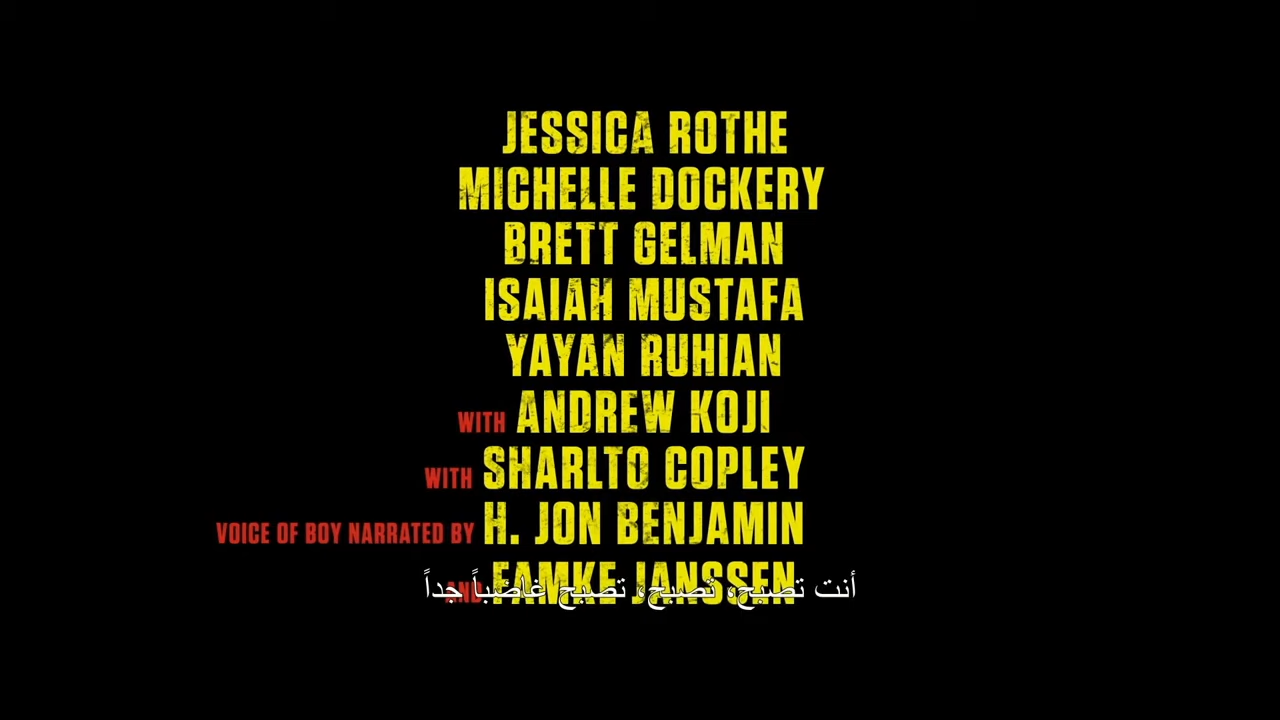 JESSICA ROTHE
MICHELLE DOCKERY
BRETT GELMAN
ISAIAH MUSTAFA
YAYAN RUHIAN
WITH ANDREW KOJI
WITH SHARLTO COPLEY
VOICE OF BOY NARRATED BY H. JON BENJAMIN
AND FAMKE JANSSEN
أنت تصبح، تصبح، تصبح غاضباً جداً